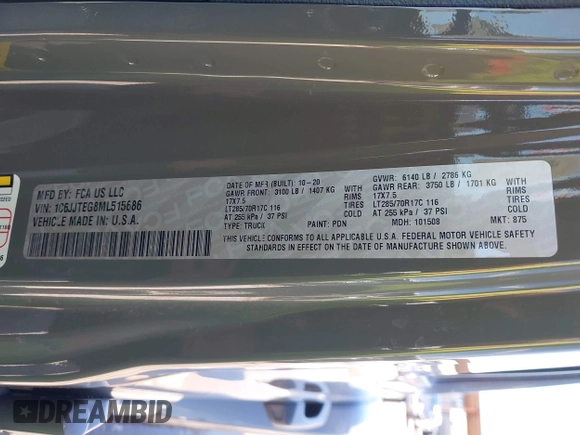 MFD BY: FCA US LLC
VIN: 1C6JJTEG8ML515686
VEHICLE MADE IN U.S.A.
DATE OF MFR (BUILT): 10-20
GAWR FRONT: 3100 LB / 1407 KG
17X7.5 RIMS
LT285/70R17C 116 TIRES
AT 255 kPa / 37 PSI COLD
TYPE: TRUCK PAINT: PDN
GVWR: 6140 LB / 2786 KG
GAWR REAR: 3750 LB / 1701 KG
17X7.5 RIMS
LT285/70R17C 116 TIRES
AT 255 kPa / 37 PSI COLD
MDH: 101508 MKT: 875
THIS VEHICLE CONFORMS TO ALL APPLICABLE U.S.A. FEDERAL MOTOR VEHICLE SAFETY
STANDARDS IN EFFECT ON THE DATE OF MANUFACTURE SHOWN ABOVE.
DREAMBID